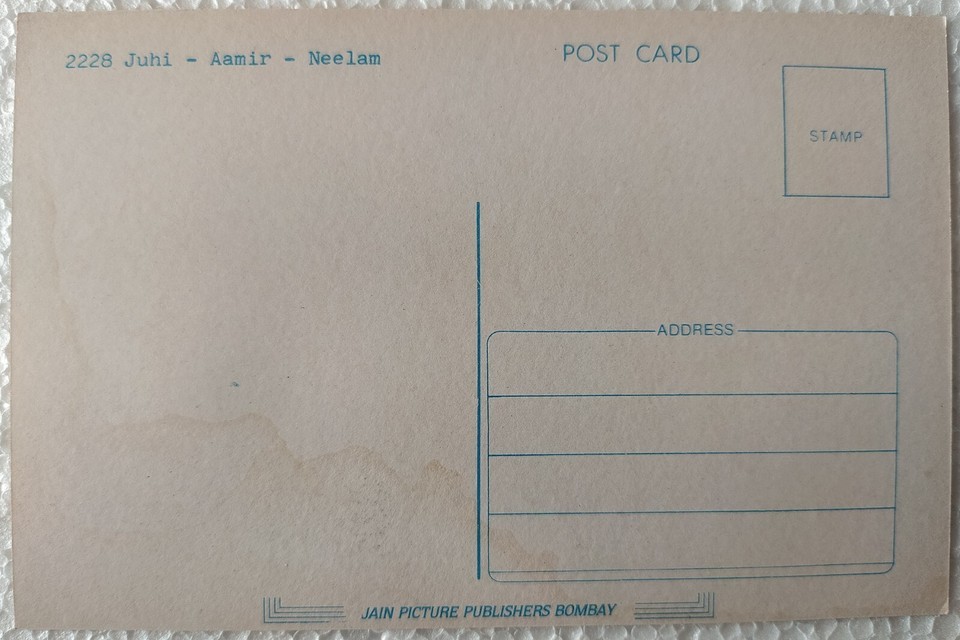 2228 Juhi - Aamir - Neelam
POST CARD
STAMP
ADDRESS
JAIN PICTURE PUBLISHERS BOMBAY